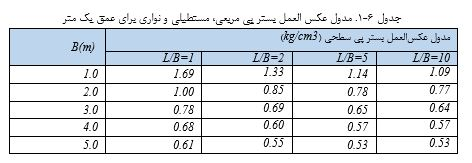 جدول ۶-۱. مدول عکس العمل بستر پی مربعی، مستطیلی و نواری برای عمق یک متر
B(m) مدول عکس‌العمل بستر پی سطحی (kg/cm3)
L/B=1 L/B=2 L/B=5 L/B=10
1.0 1.69 1.33 1.14 1.09
2.0 1.00 0.85 0.78 0.77
3.0 0.78 0.69 0.65 0.64
4.0 0.68 0.60 0.57 0.57
5.0 0.61 0.55 0.53 0.53